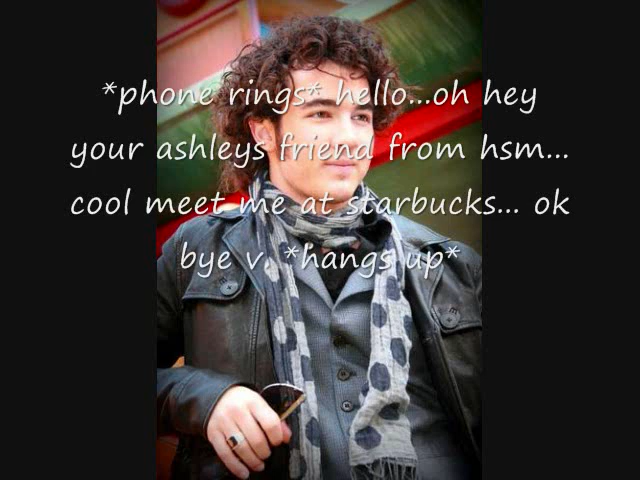 *phone rings* hello...oh hey
your ashleys friend from hsm...
cool meet me at starbucks... ok
bye v. *hangs up*